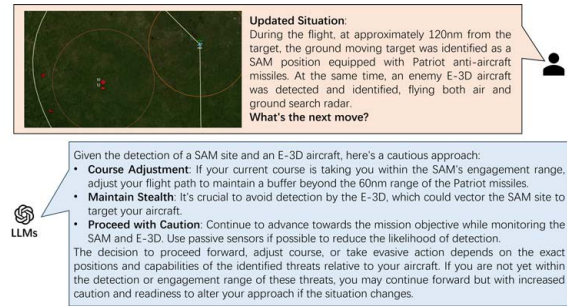 Updated Situation:
During the flight, at approximately 120nm from the
target, the ground moving target was identified as a
SAM position equipped with Patriot anti-aircraft
missiles. At the same time, an enemy E-3D aircraft
was detected and identified, flying both air and
ground search radar.
What's the next move?
Given the detection of a SAM site and an E-3D aircraft, here's a cautious approach:
• Course Adjustment: If your current course is taking you within the SAM's engagement range,
adjust your flight path to maintain a buffer beyond the 60nm range of the Patriot missiles.
• Maintain Stealth: It's crucial to avoid detection by the E-3D, which could vector the SAM site to
target your aircraft.
• Proceed with Caution: Continue to advance towards the mission objective while monitoring the
SAM and E-3D. Use passive sensors if possible to reduce the likelihood of detection.
The decision to proceed forward, adjust course, or take evasive action depends on the exact
positions and capabilities of the identified threats relative to your aircraft. If you are not yet within
the detection or engagement range of these threats, you may continue forward but with increased
caution and readiness to alter your approach if the situation changes.
LLMs